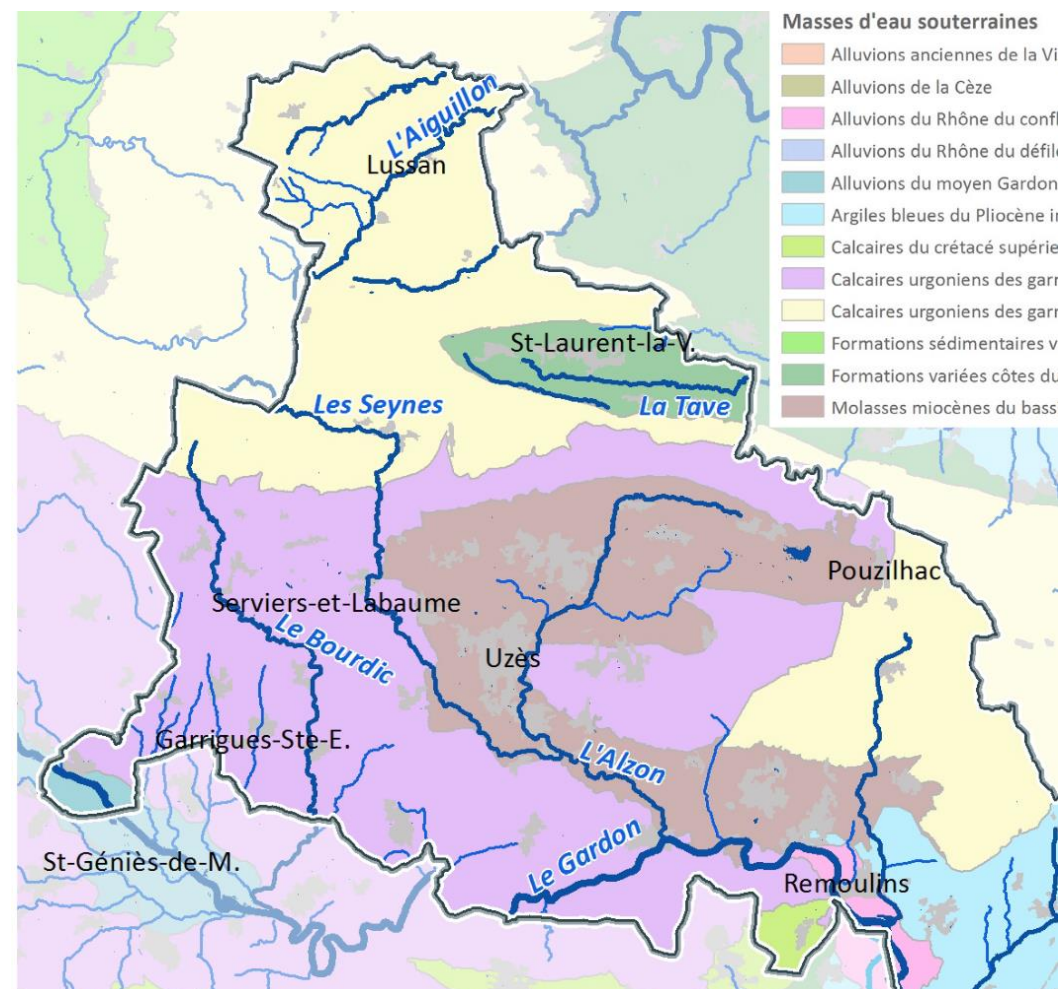 Masses d'eau souterraines
Alluvions anciennes de la Vi
Alluvions de la Cèze
Alluvions du Rhône du confl
Alluvions du Rhône du défilé
Alluvions du moyen Gardon
Argiles bleues du Pliocène in
Calcaires du crétacé supérie
Calcaires urgoniens des garr
Calcaires urgoniens des garr
Formations sédimentaires v
Formations variées côtes du
Molasses miocènes du bass
L'Aiguillon
Lussan
St-Laurent-la-V.
Les Seynes
La Tave
Pouzilhac
Serviers-et-Labaume
Le Bourdic
Uzès
Garrigues-Ste-E.
L'Alzon
St-Géniès-de-M.
Le Gardon
Remoulins